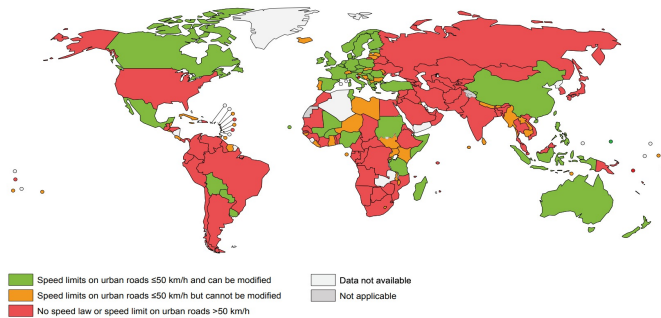 Speed limits on urban roads ≤50 km/h and can be modified
Speed limits on urban roads ≤50 km/h but cannot be modified
No speed law or speed limit on urban roads >50 km/h
Data not available
Not applicable